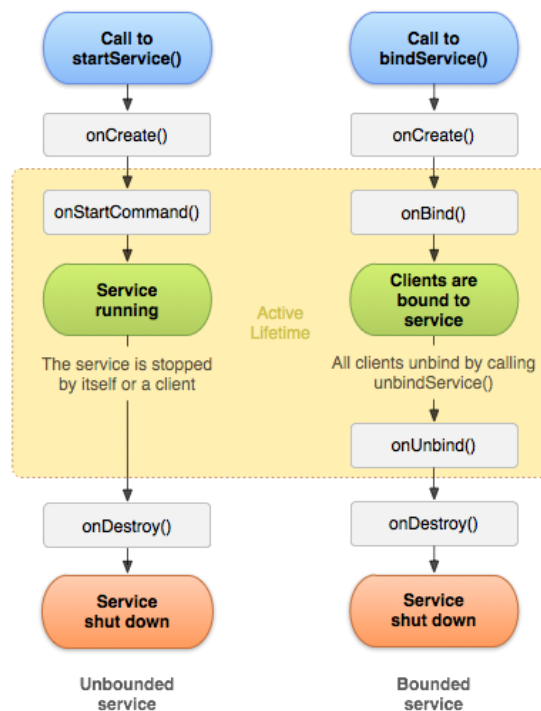 Call to
startService()
Call to
bindService()
onCreate()
onCreate()
onStartCommand()
onBind()
Service
running
Active
Lifetime
Clients are
bound to
service
The service is stopped
by itself or a client
All clients unbind by calling
unbindService()
onUnbind()
onDestroy()
onDestroy()
Service
shut down
Service
shut down
Unbounded
service
Bounded
service